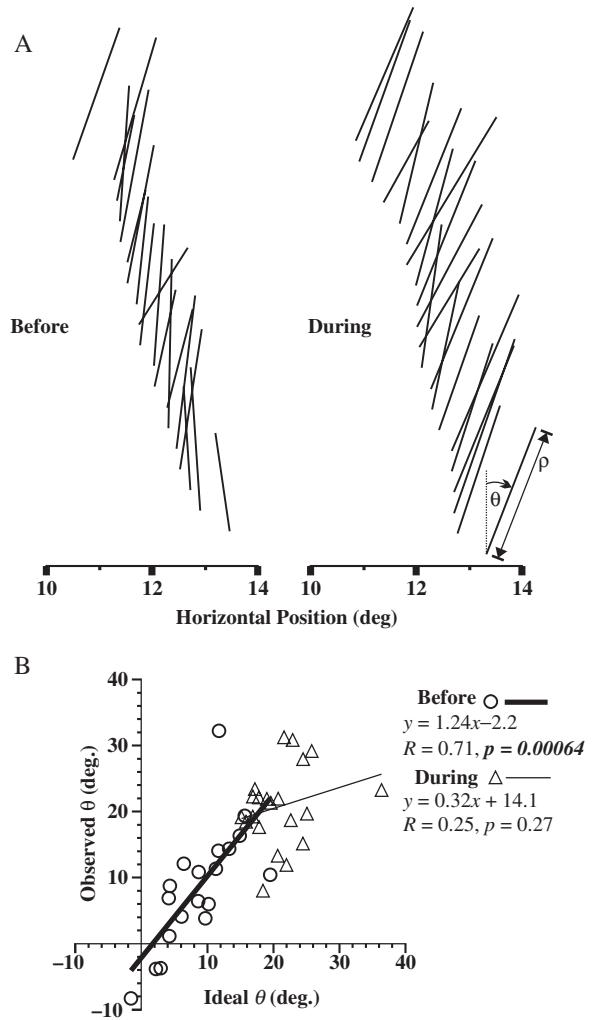 A
Before
During
ρ
θ
10 12 14 10 12 14
Horizontal Position (deg)
B
40
30
20
10
−10
−10 10 20 30 40
Observed θ (deg.)
Ideal θ (deg.)
Before
y = 1.24x−2.2
R = 0.71, p = 0.00064
During
y = 0.32x + 14.1
R = 0.25, p = 0.27